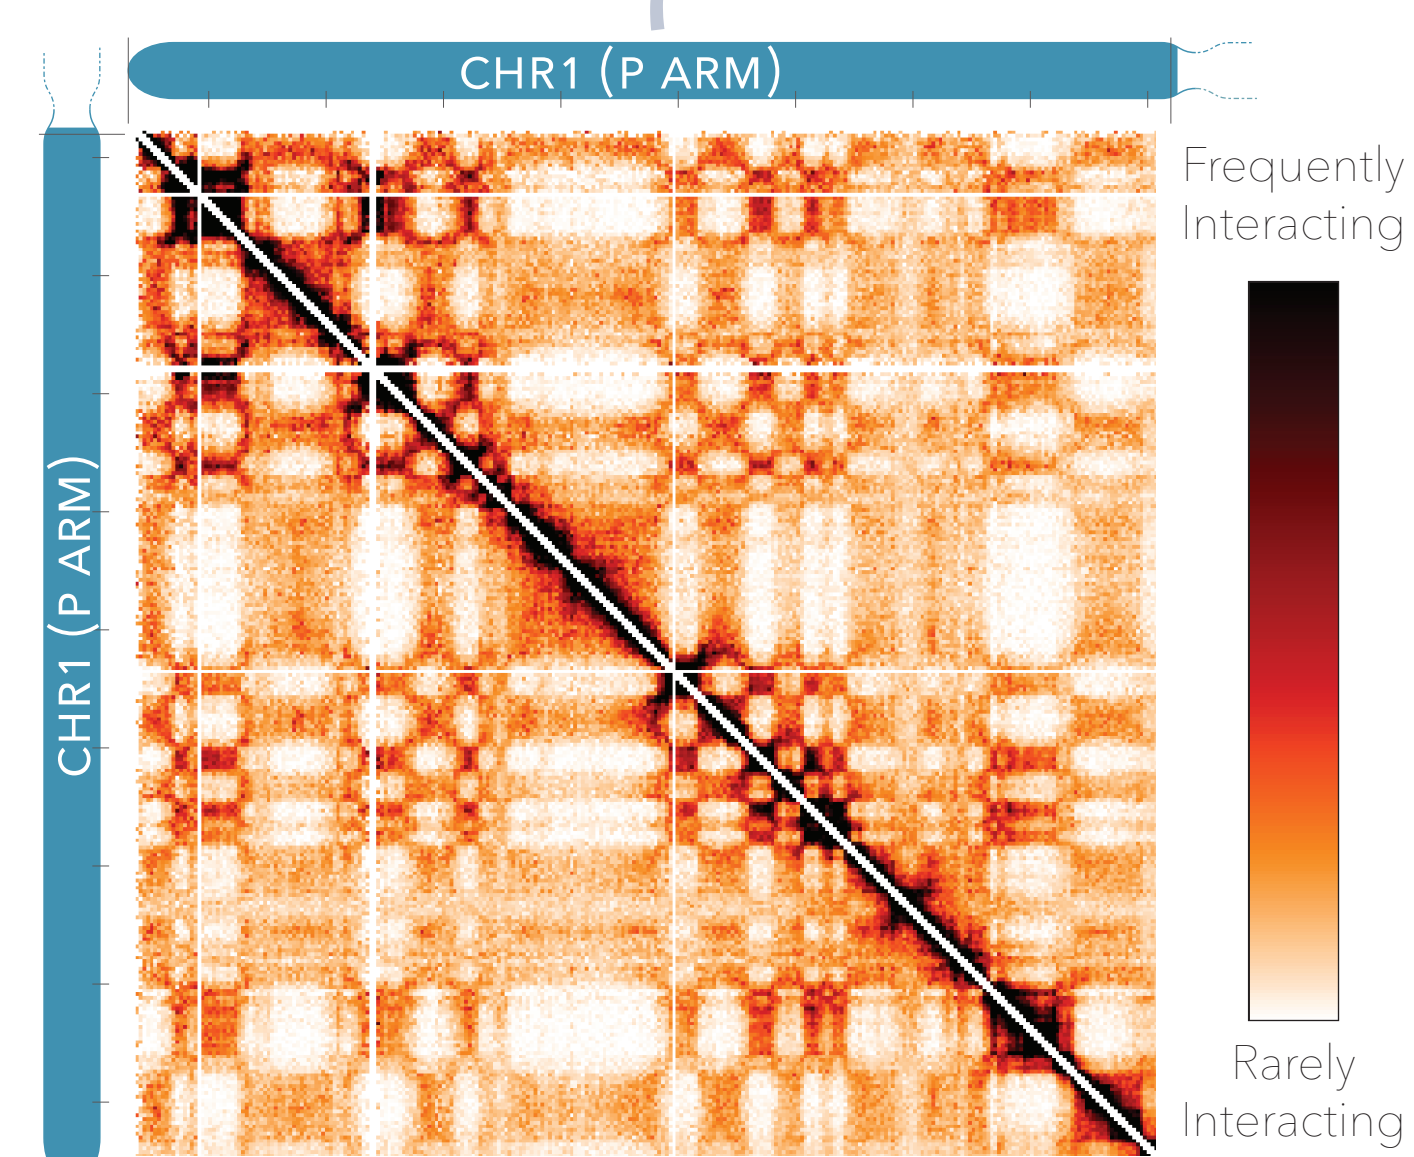 CHR1 (P ARM)
CHR1 (P ARM)
Frequently
Interacting
Rarely
Interacting